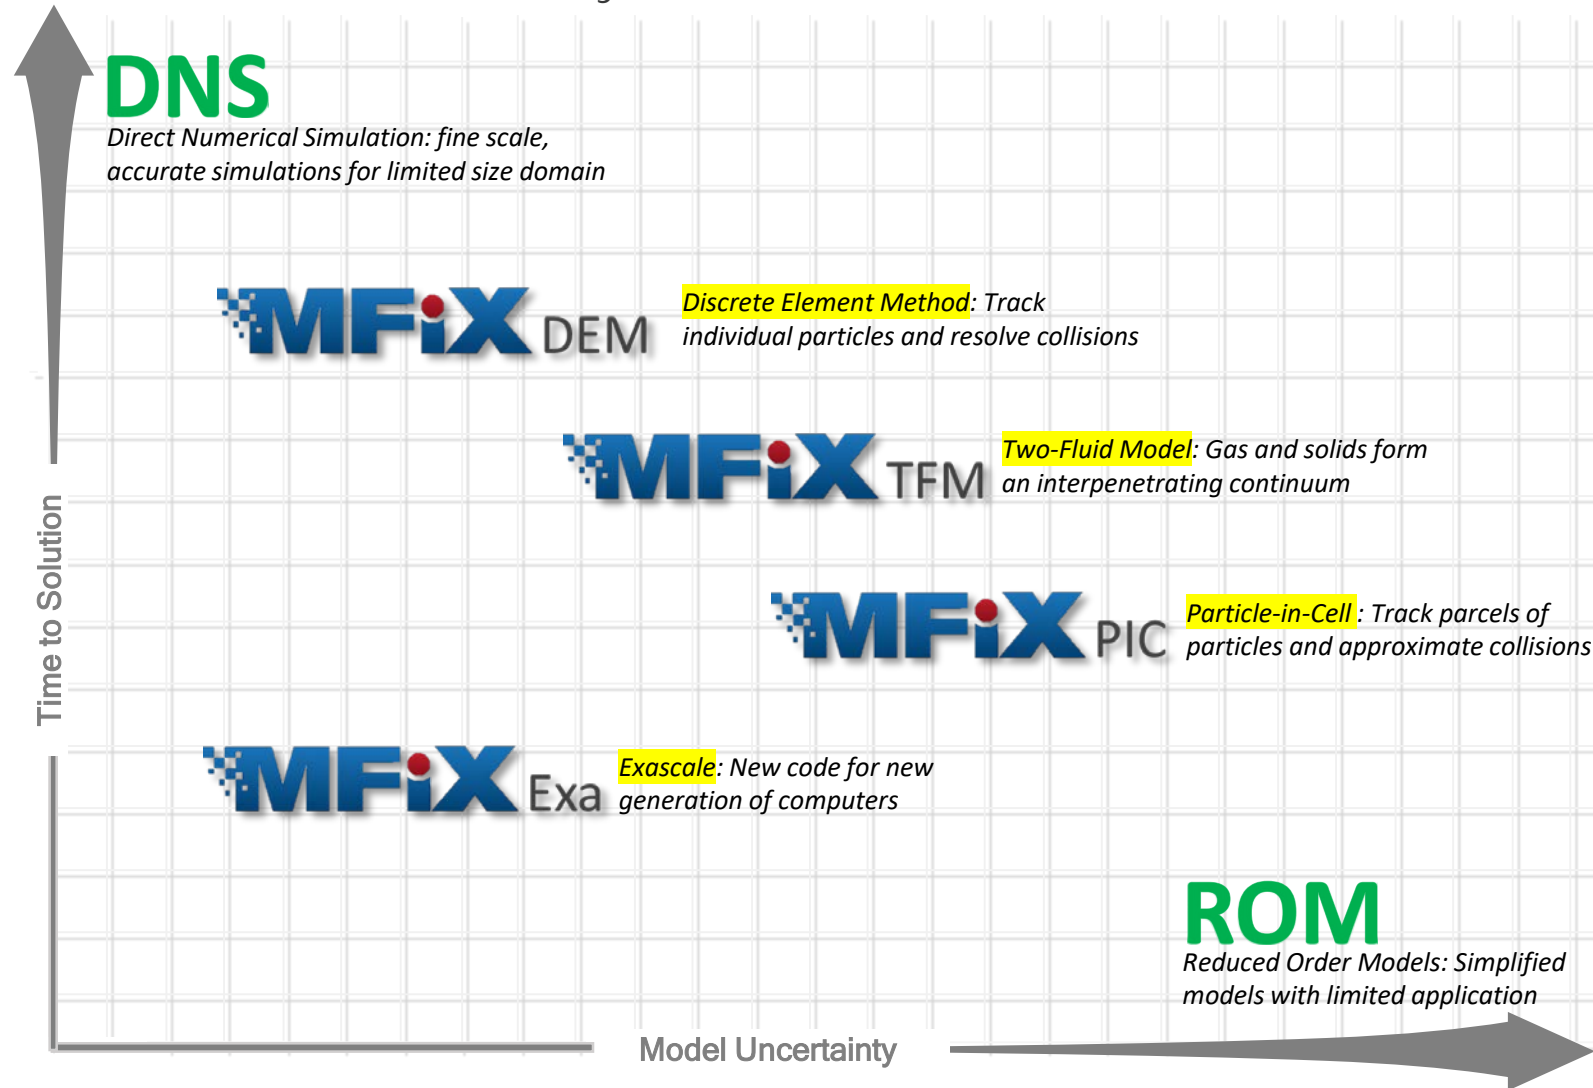 DNS
Direct Numerical Simulation: fine scale,
accurate simulations for limited size domain
MFiX DEM
Discrete Element Method: Track
individual particles and resolve collisions
MFiX TFM
Two-Fluid Model: Gas and solids form
an interpenetrating continuum
Time to Solution
MFiX PIC
Particle-in-Cell : Track parcels of
particles and approximate collisions
MFiX Exa
Exascale: New code for new
generation of computers
ROM
Reduced Order Models: Simplified
models with limited application
Model Uncertainty